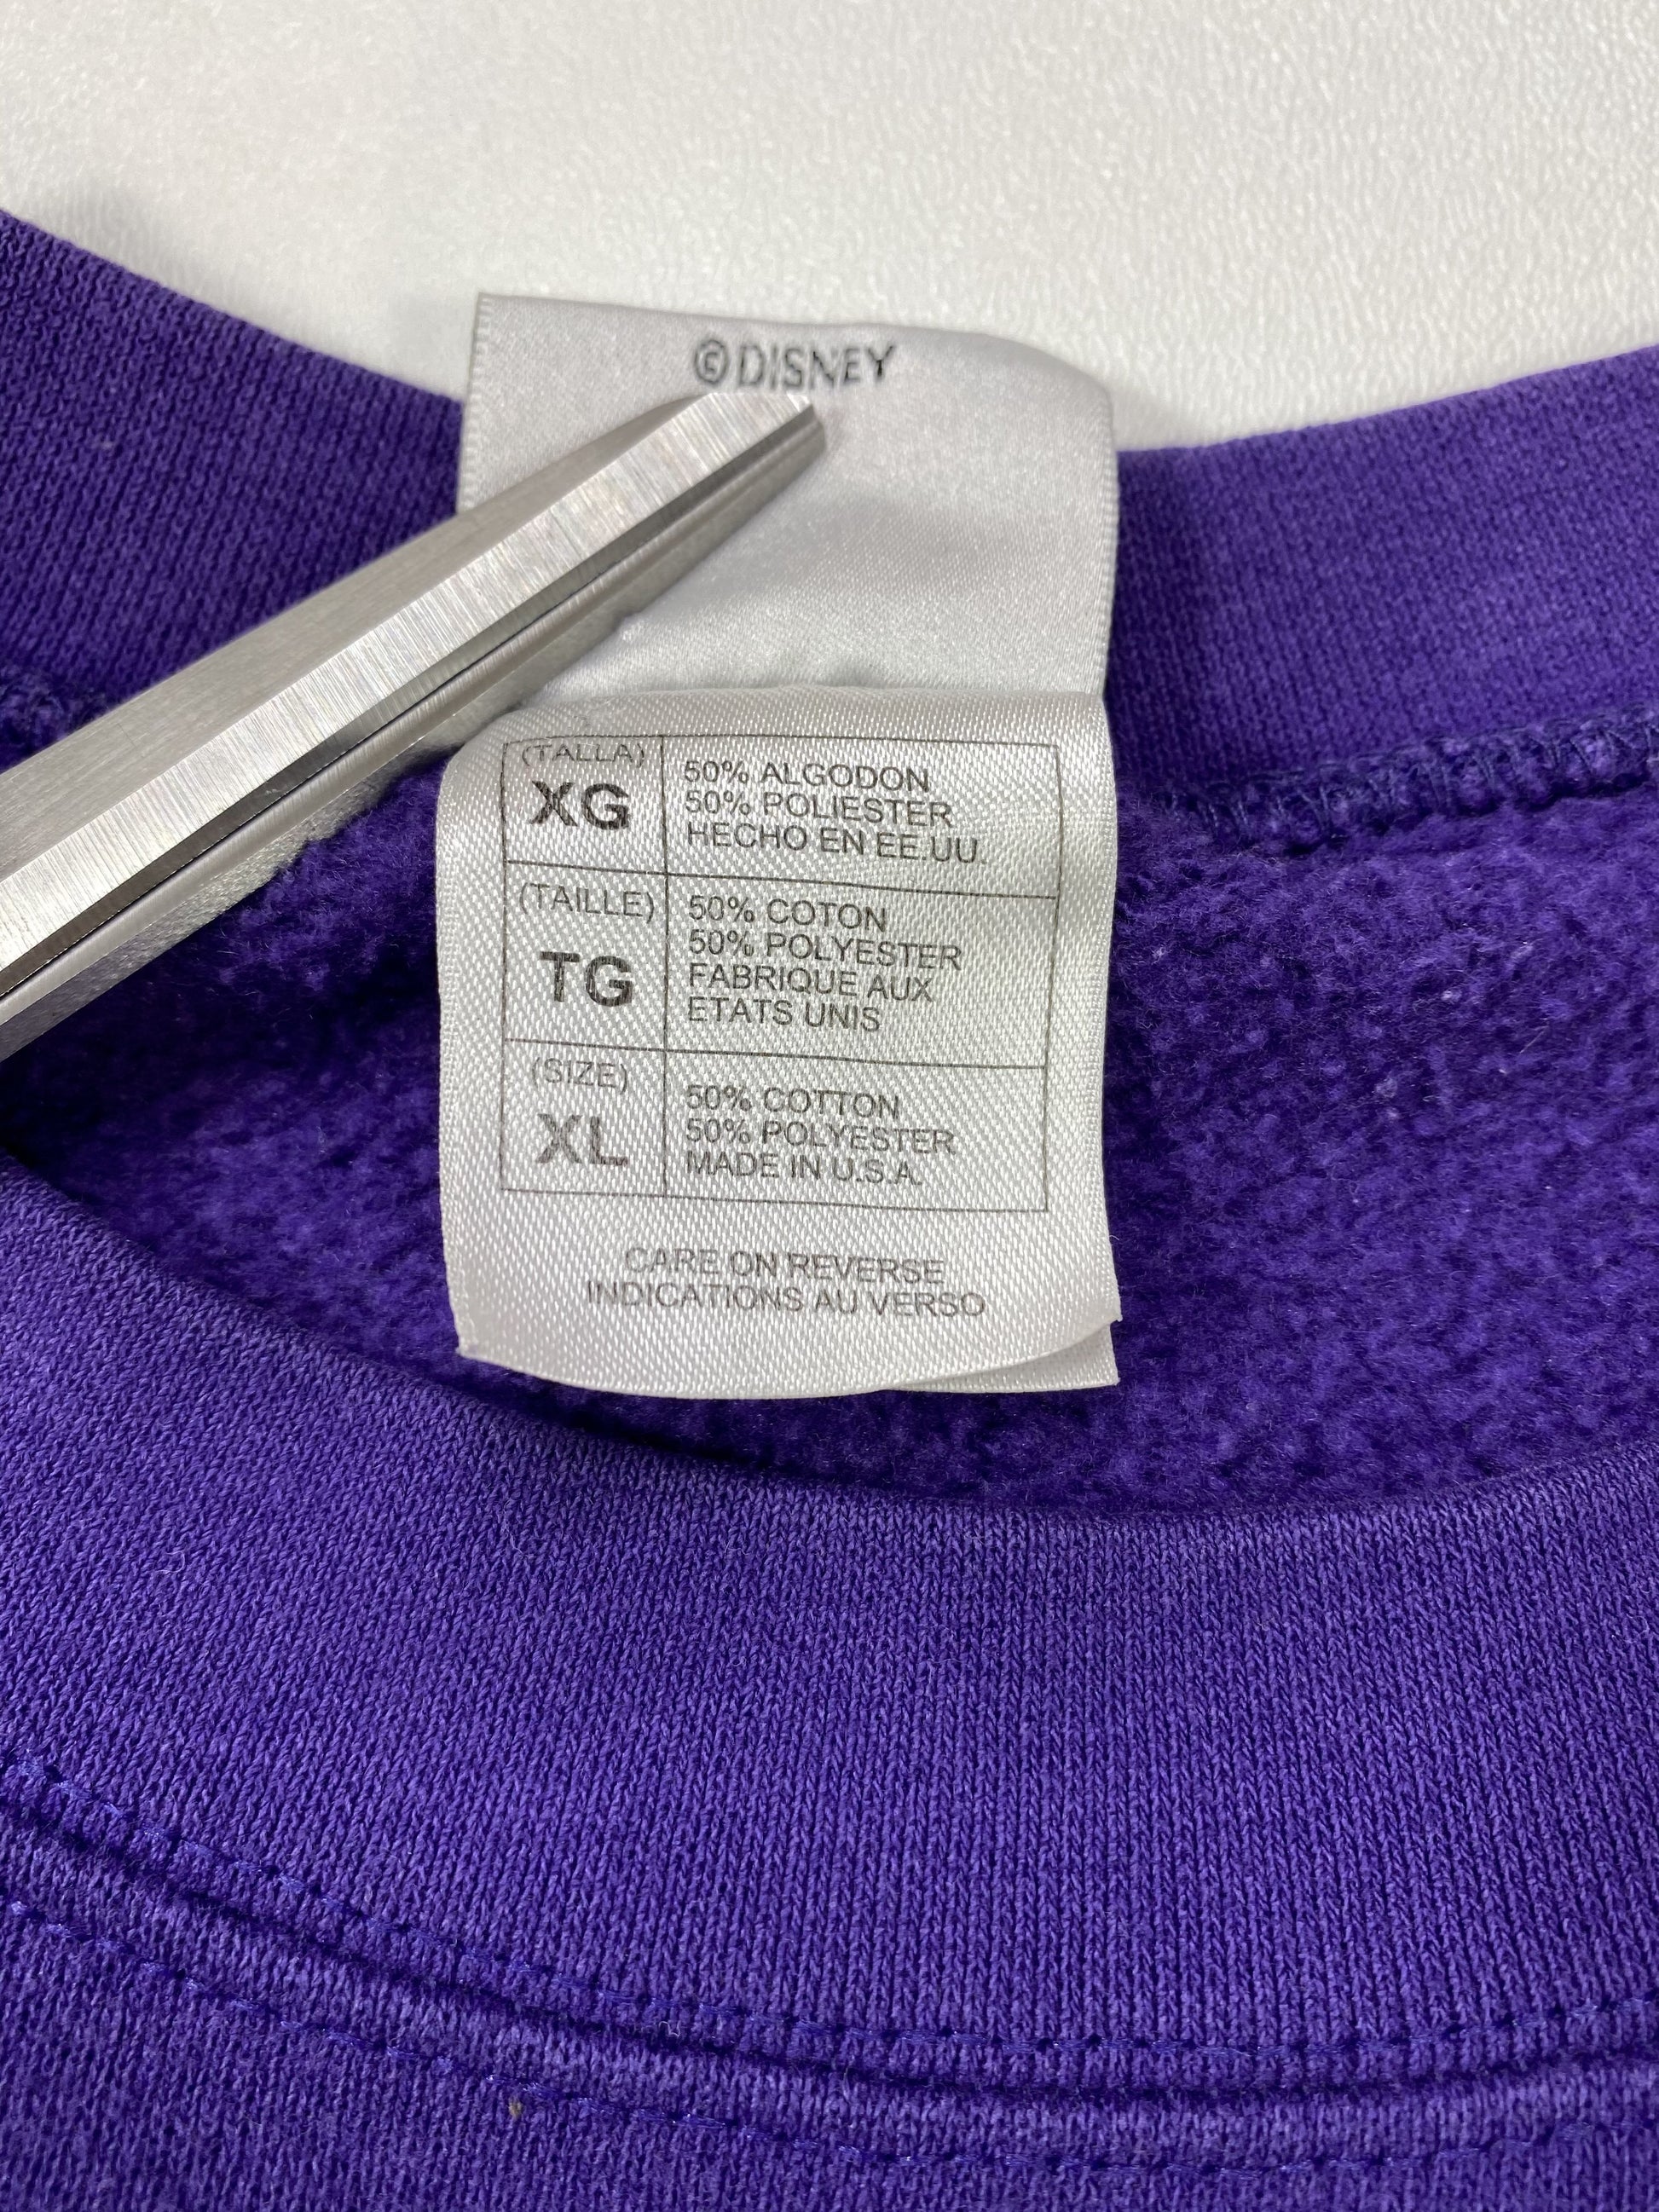 ©DISNEY
(TALLA)
XG
50% ALGODON
50% POLIESTER
HECHO EN EE.UU.
(TAILLE)
TG
50% COTON
50% POLYESTER
FABRIQUE AUX
ETATS UNIS
(SIZE)
XL
50% COTTON
50% POLYESTER
MADE IN U.S.A.
CARE ON REVERSE
INDICATIONS AU VERSO